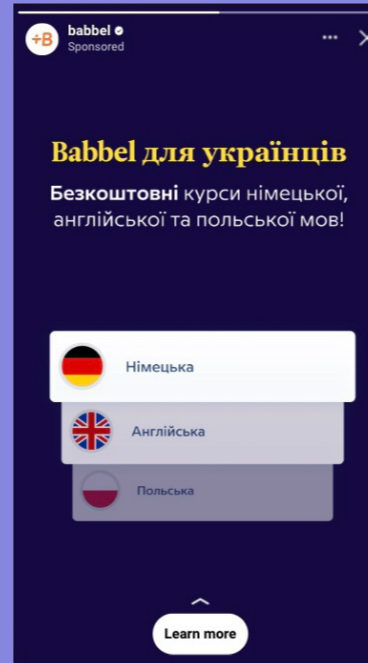 ÷B
babbel
Sponsored
Babbel для українців
Безкоштовні курси німецької,
англійської та польської мов!
Німецька
Англійська
Польська
Learn more